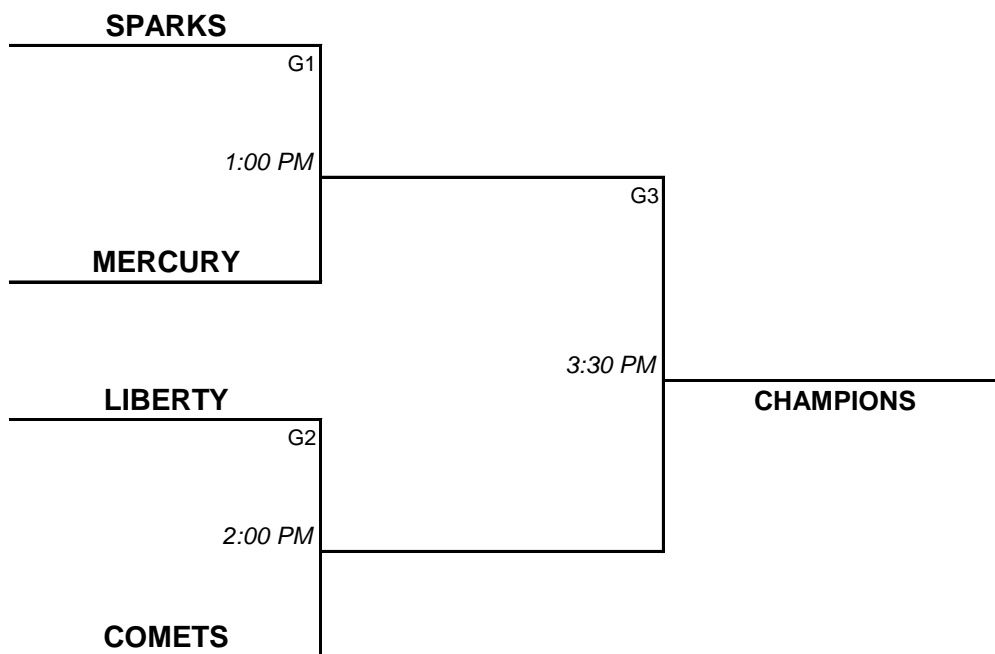 SPARKS
G1
1:00 PM
G3
MERCURY
3:30 PM
LIBERTY
CHAMPIONS
G2
2:00 PM
COMETS